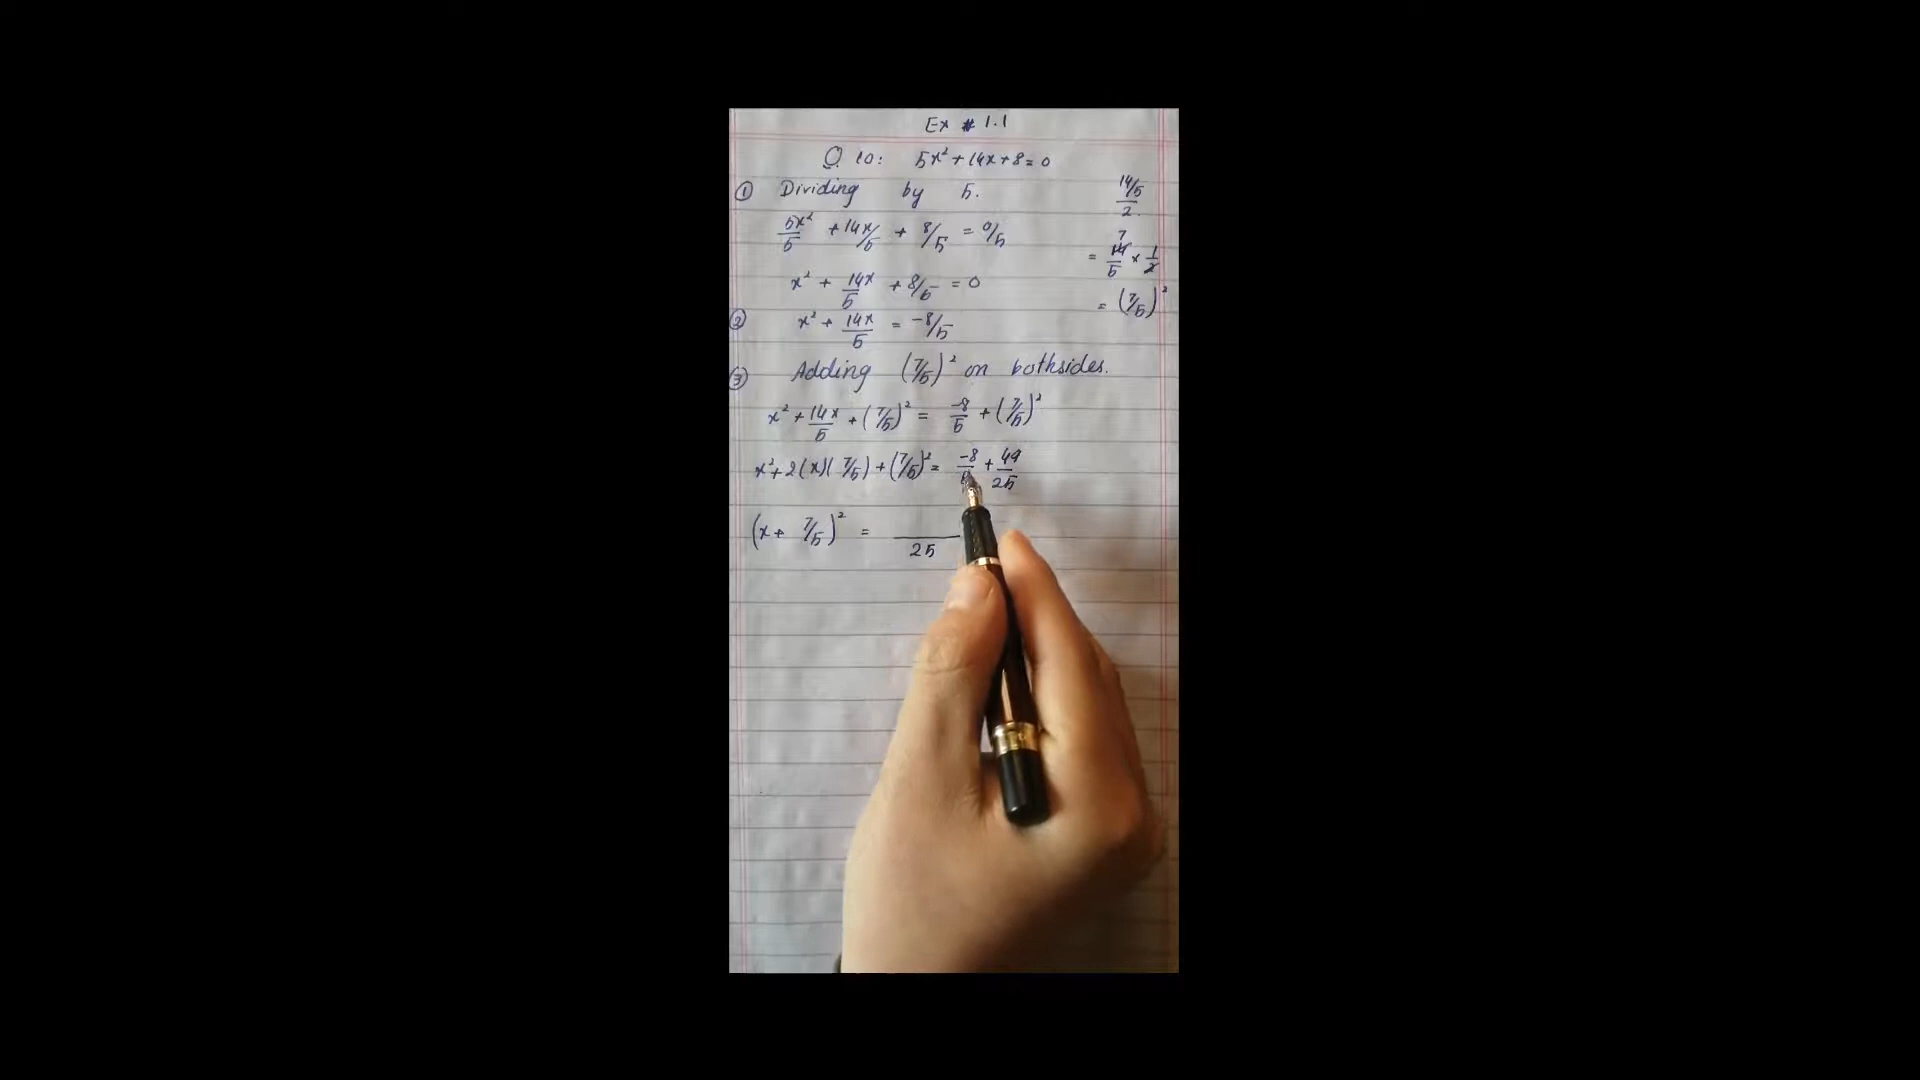 Ex # 1.1
Q 10: 5x² + 14x + 8 = 0
① Dividing by 5.
5x²/5 + 14x/5 + 8/5 = 0/5
x² + 14x/5 + 8/5 = 0
② x² + 14x/5 = -8/5
③ Adding (7/5)² on bothsides.
x² + 14x/5 + (7/5)² = -8/5 + (7/5)²
x² + 2(x)(7/5) + (7/5)² = -8/5 + 49/25
(x + 7/5)² = /25
14/5/2
= 14/5 7 × 1/2
= (7/5)²